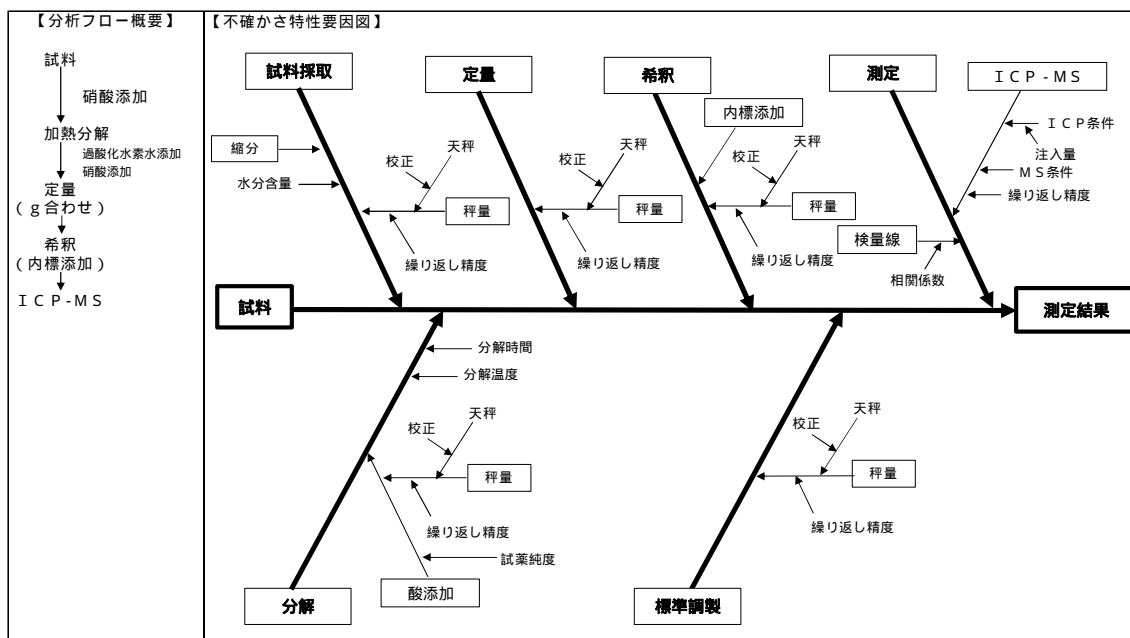 【分析フロー概要】
試料
硝酸添加
加熱分解
過酸化水素水添加
硝酸添加
定量
(g合わせ)
希釈
(内標添加)
ICP-MS
【不確かさ特性要因図】
試料採取
定量
希釈
測定
ICP-MS
縮分
水分含量
校正
天秤
秤量
繰り返し精度
校正
天秤
秤量
繰り返し精度
内標添加
校正
天秤
秤量
繰り返し精度
ICP条件
注入量
MS条件
繰り返し精度
検量線
相関係数
試料
測定結果
分解時間
分解温度
校正
天秤
秤量
繰り返し精度
試薬純度
酸添加
分解
校正
天秤
秤量
繰り返し精度
標準調製